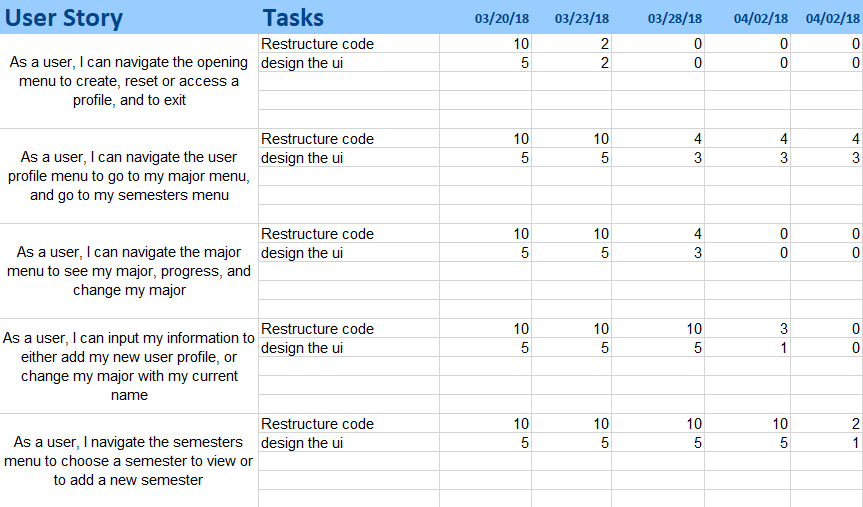 User Story Tasks 03/20/18 03/23/18 03/28/18 04/02/18 04/02/18
As a user, I can navigate the opening
menu to create, reset or access a
profile, and to exit
Restructure code 10 2 0 0 0
design the ui 5 2 0 0 0
As a user, I can navigate the user
profile menu to go to my major menu,
and go to my semesters menu
Restructure code 10 10 4 4 4
design the ui 5 5 3 3 3
As a user, I can navigate the major
menu to see my major, progress, and
change my major
Restructure code 10 10 4 0 0
design the ui 5 5 3 0 0
As a user, I can input my information to
either add my new user profile, or
change my major with my current
name
Restructure code 10 10 10 3 0
design the ui 5 5 5 1 0
As a user, I navigate the semesters
menu to choose a semester to view or
to add a new semester
Restructure code 10 10 10 10 2
design the ui 5 5 5 5 1